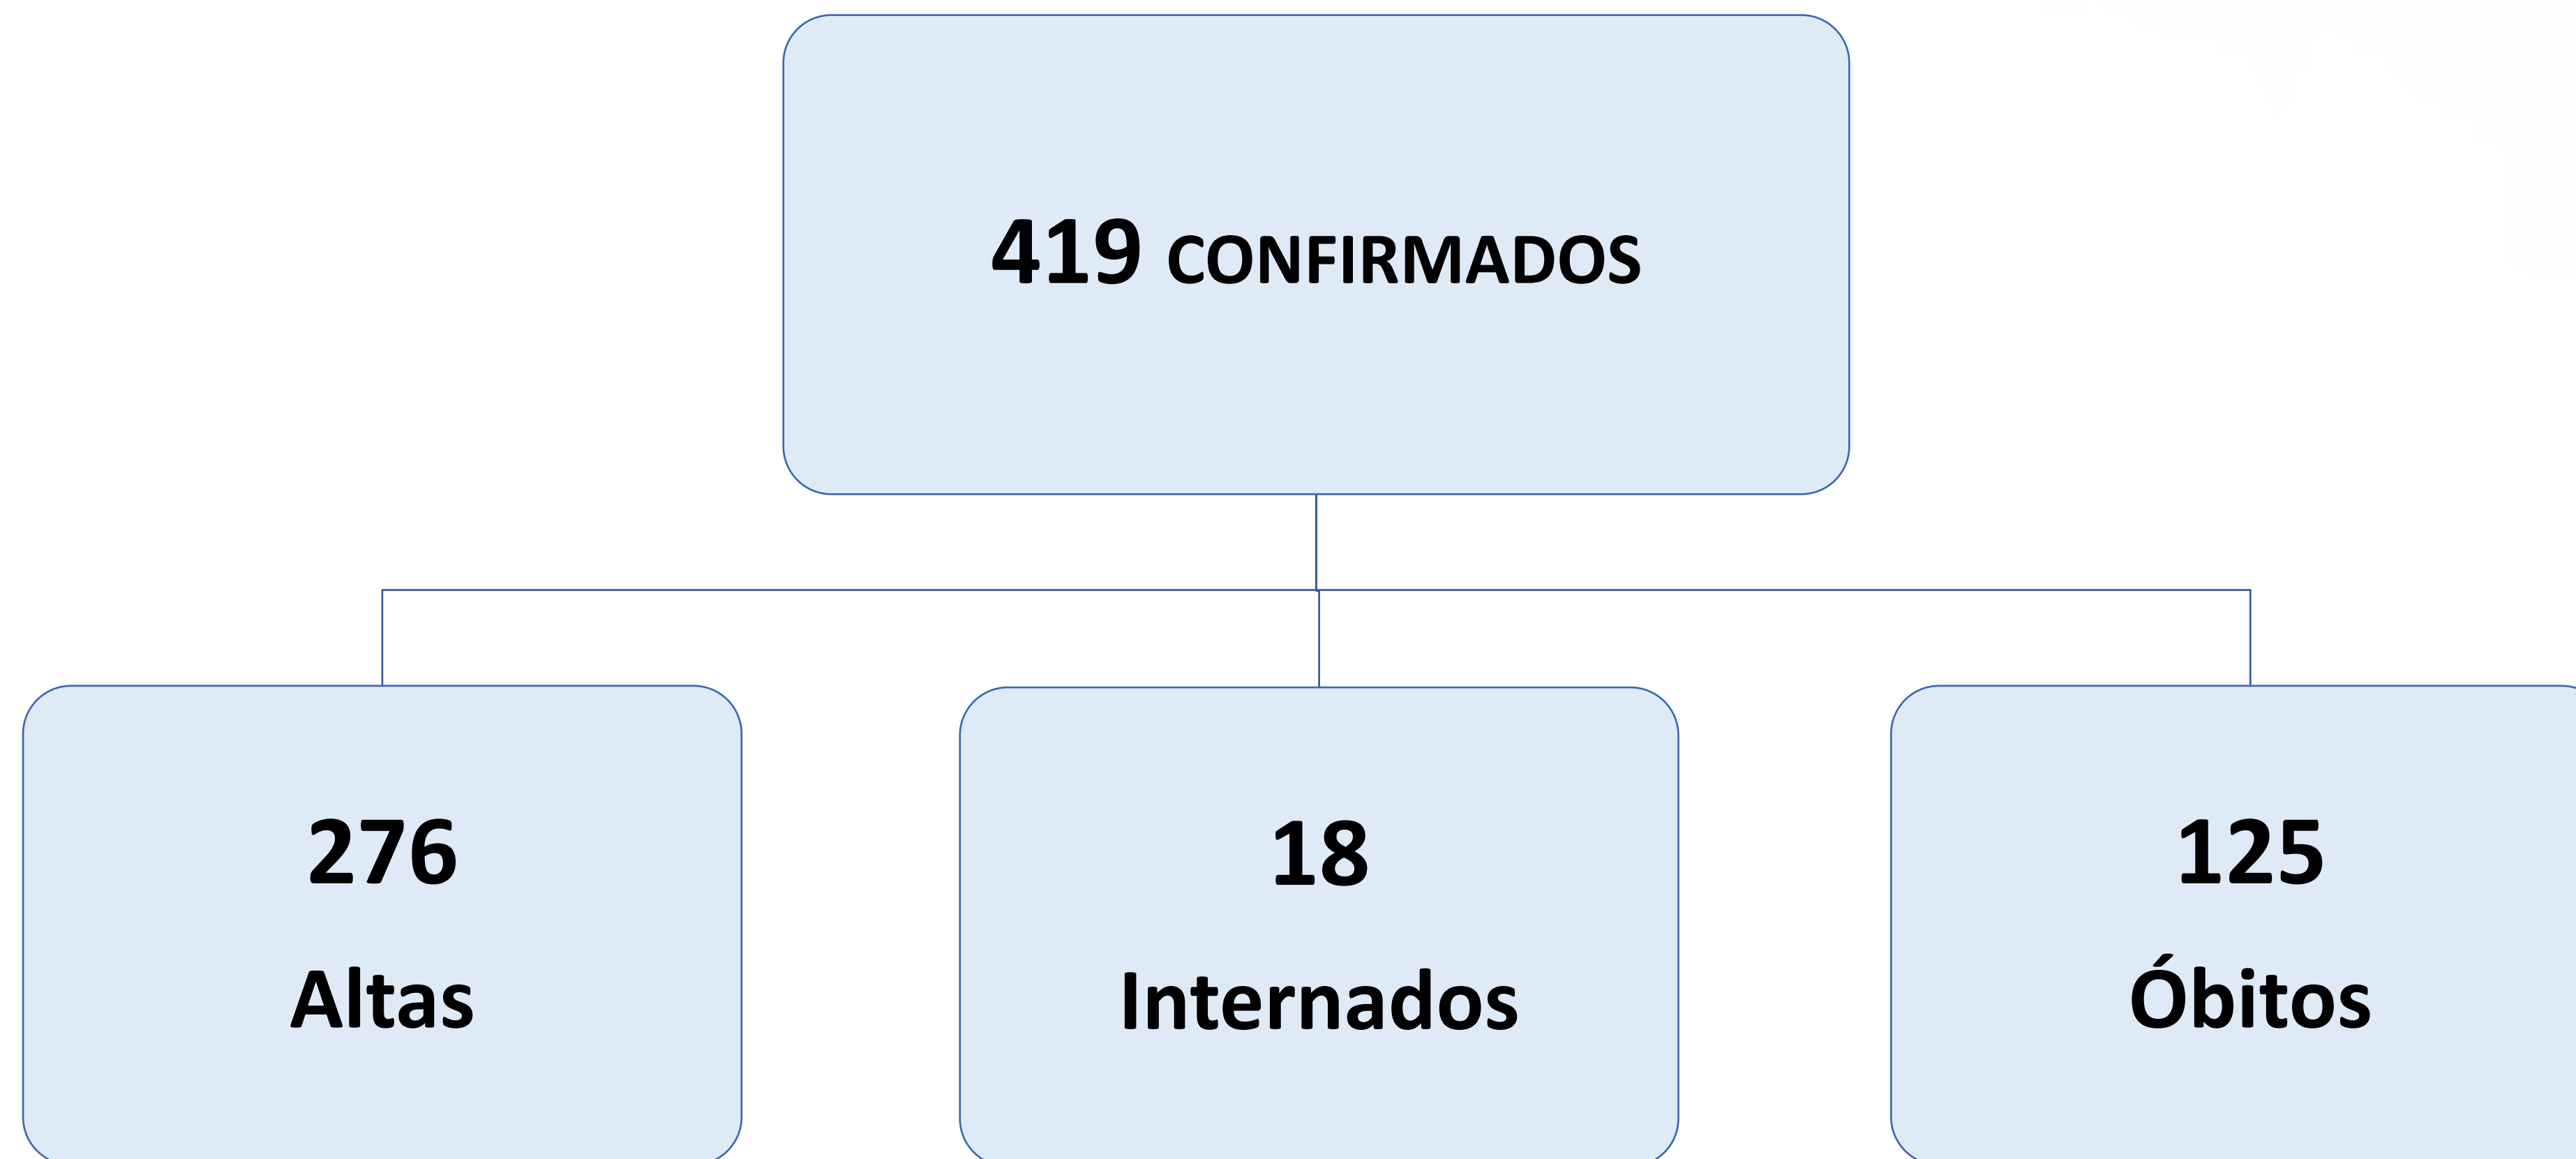 419 CONFIRMADOS
276
Altas
18
Internados
125
Óbitos